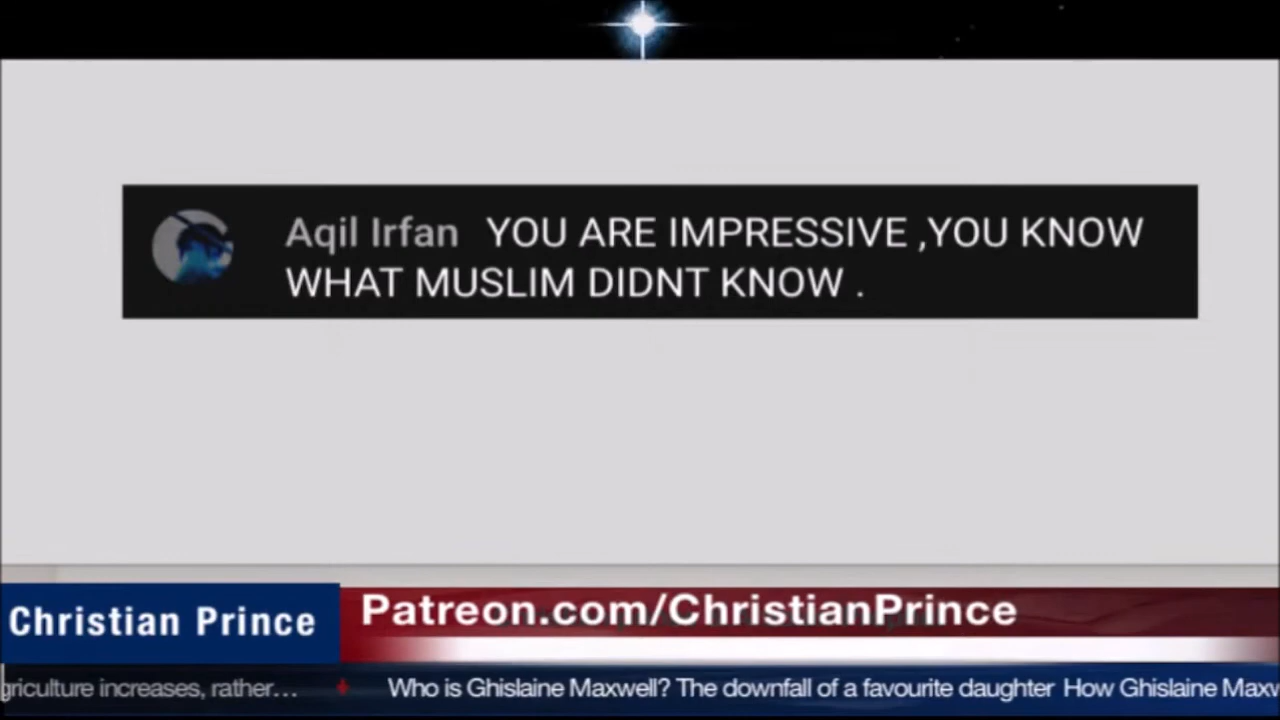 Aqil Irfan YOU ARE IMPRESSIVE ,YOU KNOW
WHAT MUSLIM DIDNT KNOW .
Christian Prince
Patreon.com/ChristianPrince
griculture increases, rather... Who is Ghislaine Maxwell? The downfall of a favourite daughter How Ghislaine Maxw